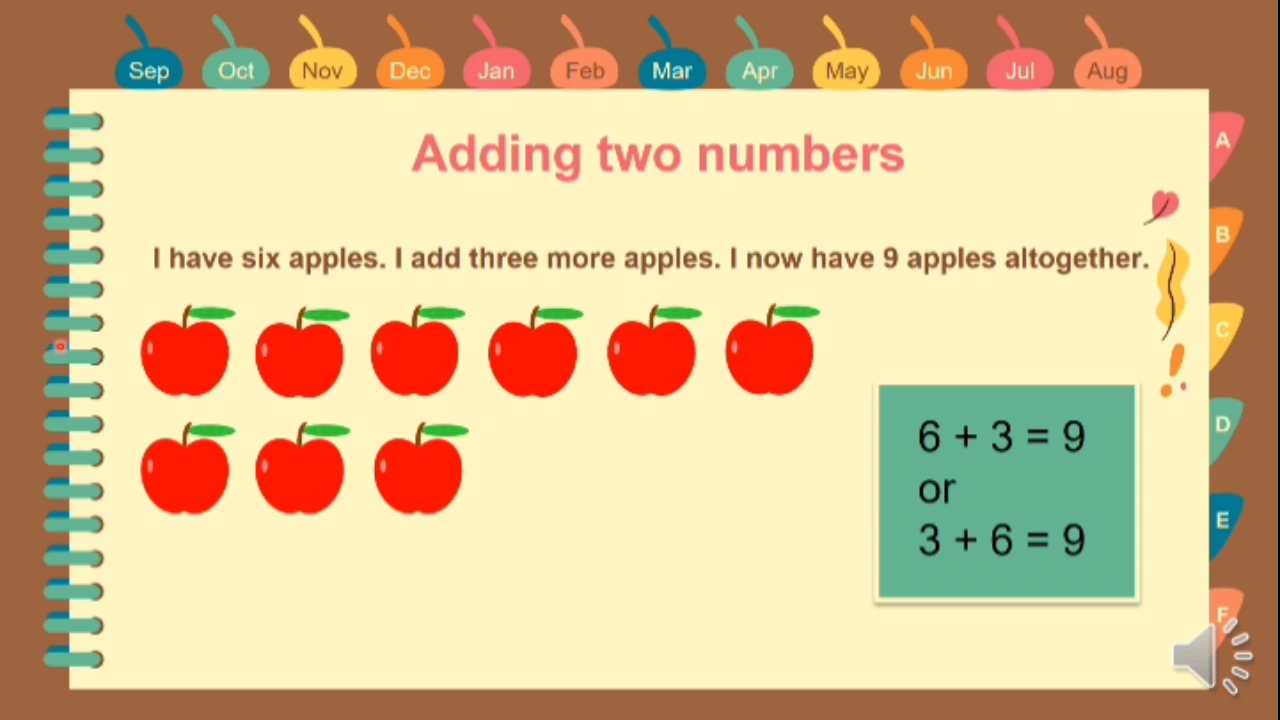 Sep Oct Nov Dec Jan Feb Mar Apr May Jun Jul Aug
Adding two numbers
I have six apples. I add three more apples. I now have 9 apples altogether.
6 + 3 = 9
or
3 + 6 = 9
A
B
C
D
E
F